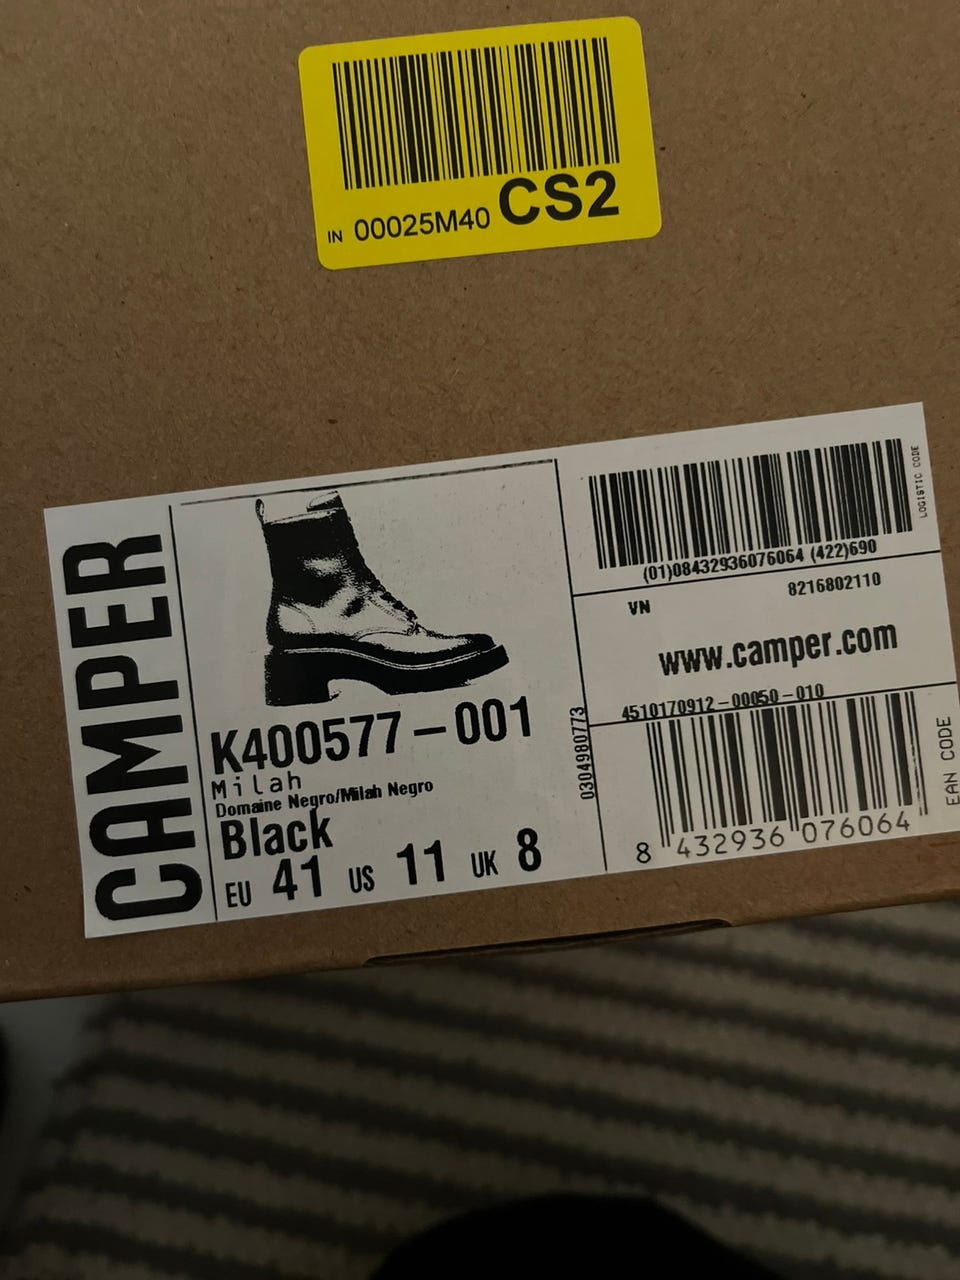 IN 00025M40 CS2
CAMPER
K400577-001
Milah
Domaine Negro/Milah Negro
Black
EU 41 US 11 UK 8
(01)08432936076064 (422)690
LOGISTIC CODE
VN 8216802110
www.camper.com
4510170912-00050-010
0304980773
8 432936 076064
EAN CODE